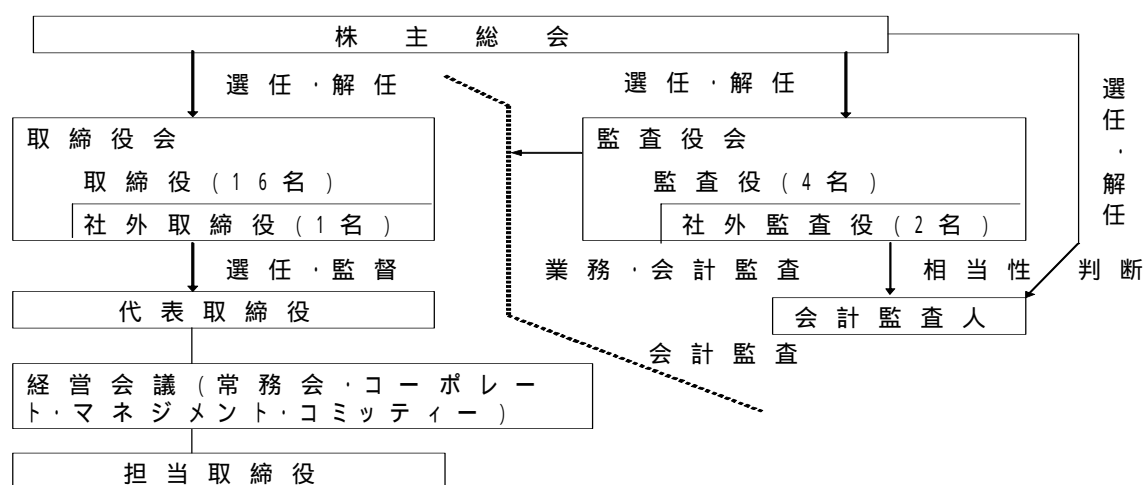 株主総会
選任・解任
選任・解任
選任・解任
取締役会
取締役(16名)
社外取締役(1名)
監査役会
監査役(4名)
社外監査役(2名)
選任・監督
業務・会計監査
相当性 判断
代表取締役
会計監査人
会計監査
経営会議(常務会・コーポレー
ト・マネジメント・コミッティー)
担当取締役